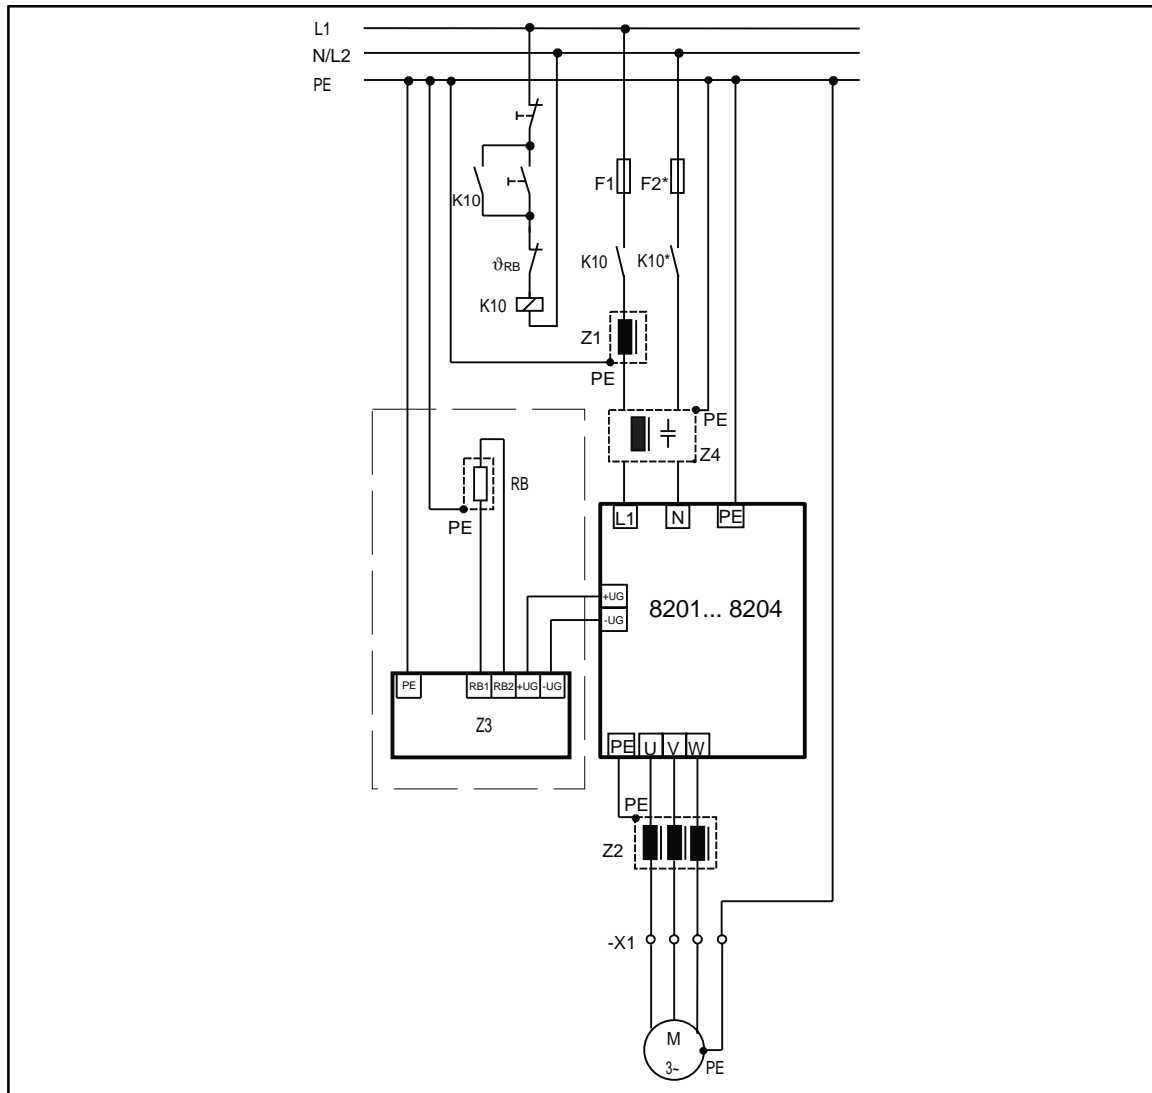 L1
N/L2
PE
F1
F2*
K10
ϑRB
K10
K10*
K10
Z1
PE
PE
Z4
RB
PE
L1
N
PE
+UG
8201... 8204
-UG
PE
RB1
RB2
+UG
-UG
Z3
PE
U
V
W
PE
Z2
-X1
M
3~
PE